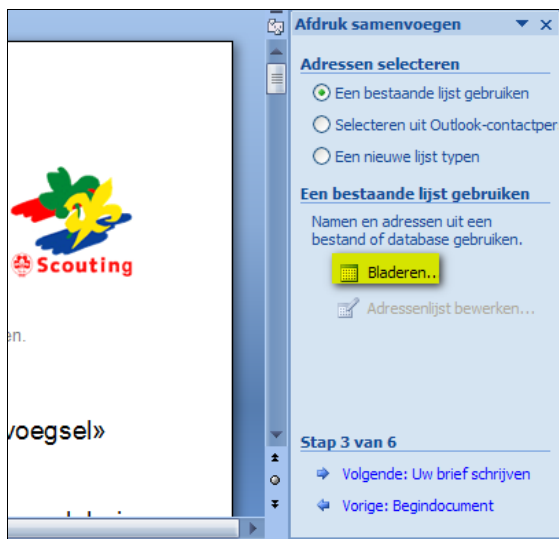 Afdruk samenvoegen
Adressen selecteren
Een bestaande lijst gebruiken
Selecteren uit Outlook-contactper
Een nieuwe lijst typen
Een bestaande lijst gebruiken
Namen en adressen uit een
bestand of database gebruiken.
Bladeren..
Adressenlijst bewerken...
Stap 3 van 6
Volgende: Uw brief schrijven
Vorige: Begindocument
Scouting
en.
voegsel»